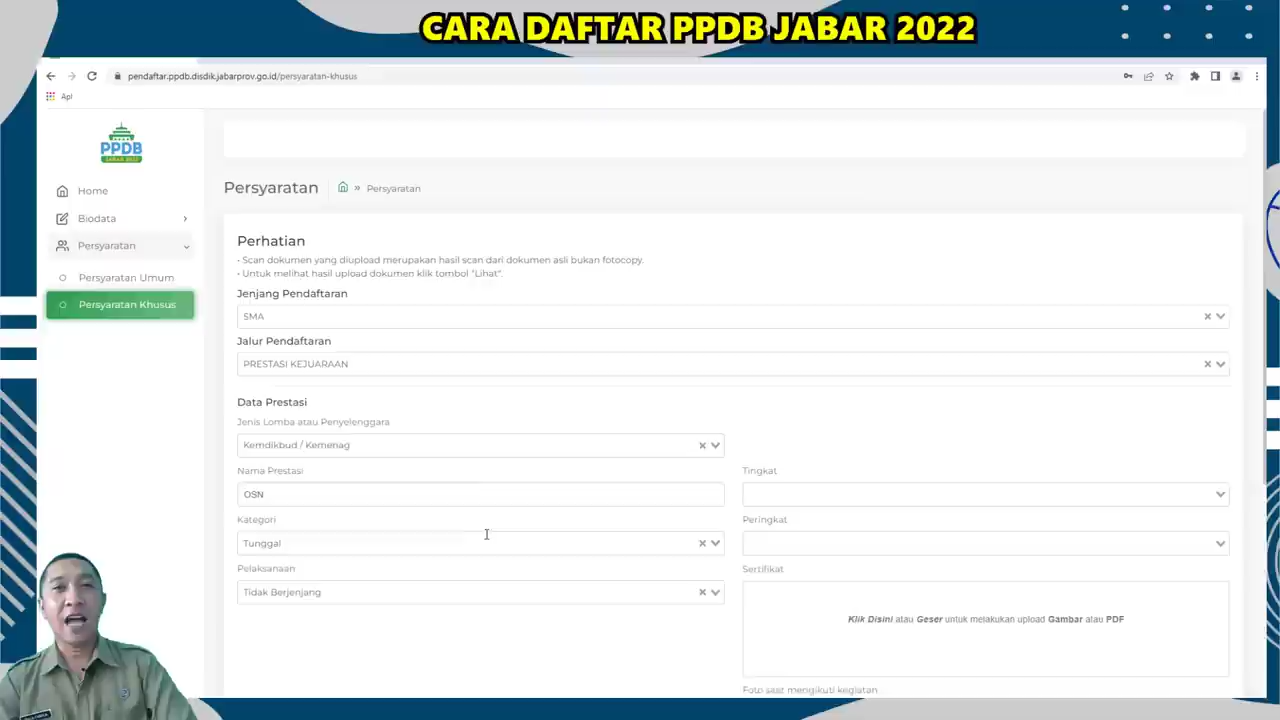 CARA DAFTAR PPDB JABAR 2022
pendaftar.ppdb.disdik.jabarprov.go.id/persyaratan-khusus
Apl
PPDB
JABAR 2022
Home
Biodata
Persyaratan
Persyaratan Umum
Persyaratan Khusus
Persyaratan » Persyaratan
Perhatian
• Scan dokumen yang diupload merupakan hasil scan dari dokumen asli bukan fotocopy.
• Untuk melihat hasil upload dokumen klik tombol "Lihat".
Jenjang Pendaftaran
SMA
Jalur Pendaftaran
PRESTASI KEJUARAAN
Data Prestasi
Jenis Lomba atau Penyelenggara
Kemdikbud / Kemenag
Nama Prestasi
OSN
Tingkat
Kategori
Tunggal
Peringkat
Pelaksanaan
Tidak Berjenjang
Sertifikat
Klik Disini atau Geser untuk melakukan upload Gambar atau PDF
Foto saat mengikuti kegiatan